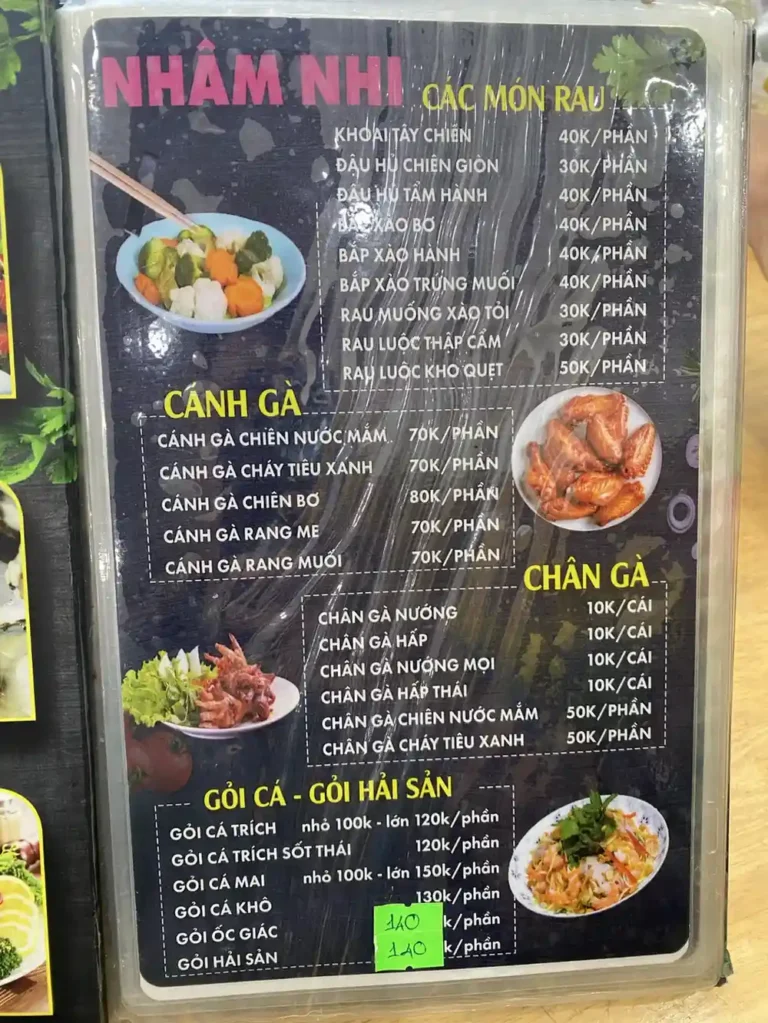 NHÂM NHI
CÁC MÓN RAU
KHOAI TÂY CHIÊN 40K/PHẦN
ĐẬU HỦ CHIÊN GIÒN 30K/PHẦN
ĐẬU HỦ TẨM HÀNH 40K/PHẦN
BẮP XÀO BƠ 40K/PHẦN
BẮP XÀO HÀNH 40K/PHẦN
BẮP XÀO TRỨNG MUỐI 40K/PHẦN
RAU MUỐNG XÀO TỎI 30K/PHẦN
RAU LUỘC THẬP CẨM 30K/PHẦN
RAU LUỘC KHO QUẸT 50K/PHẦN
CÁNH GÀ
CÁNH GÀ CHIÊN NƯỚC MẮM 70K/PHẦN
CÁNH GÀ CHÁY TIÊU XANH 70K/PHẦN
CÁNH GÀ CHIÊN BƠ 80K/PHẦN
CÁNH GÀ RANG ME 70K/PHẦN
CÁNH GÀ RANG MUỐI 70K/PHẦN
CHÂN GÀ
CHÂN GÀ NƯỚNG 10K/CÁI
CHÂN GÀ HẤP 10K/CÁI
CHÂN GÀ NƯỚNG MỌI 10K/CÁI
CHÂN GÀ HẤP THÁI 10K/CÁI
CHÂN GÀ CHIÊN NƯỚC MẮM 50K/PHẦN
CHÂN GÀ CHÁY TIÊU XANH 50K/PHẦN
GỎI CÁ - GỎI HẢI SẢN
GỎI CÁ TRÍCH nhỏ 100k - lớn 120k/phần
GỎI CÁ TRÍCH SỐT THÁI 120k/phần
GỎI CÁ MAI nhỏ 100k - lớn 150k/phần
GỎI CÁ KHÔ 130k/phần
GỎI ỐC GIÁC 140 k/phần
GỎI HẢI SẢN 140 k/phần